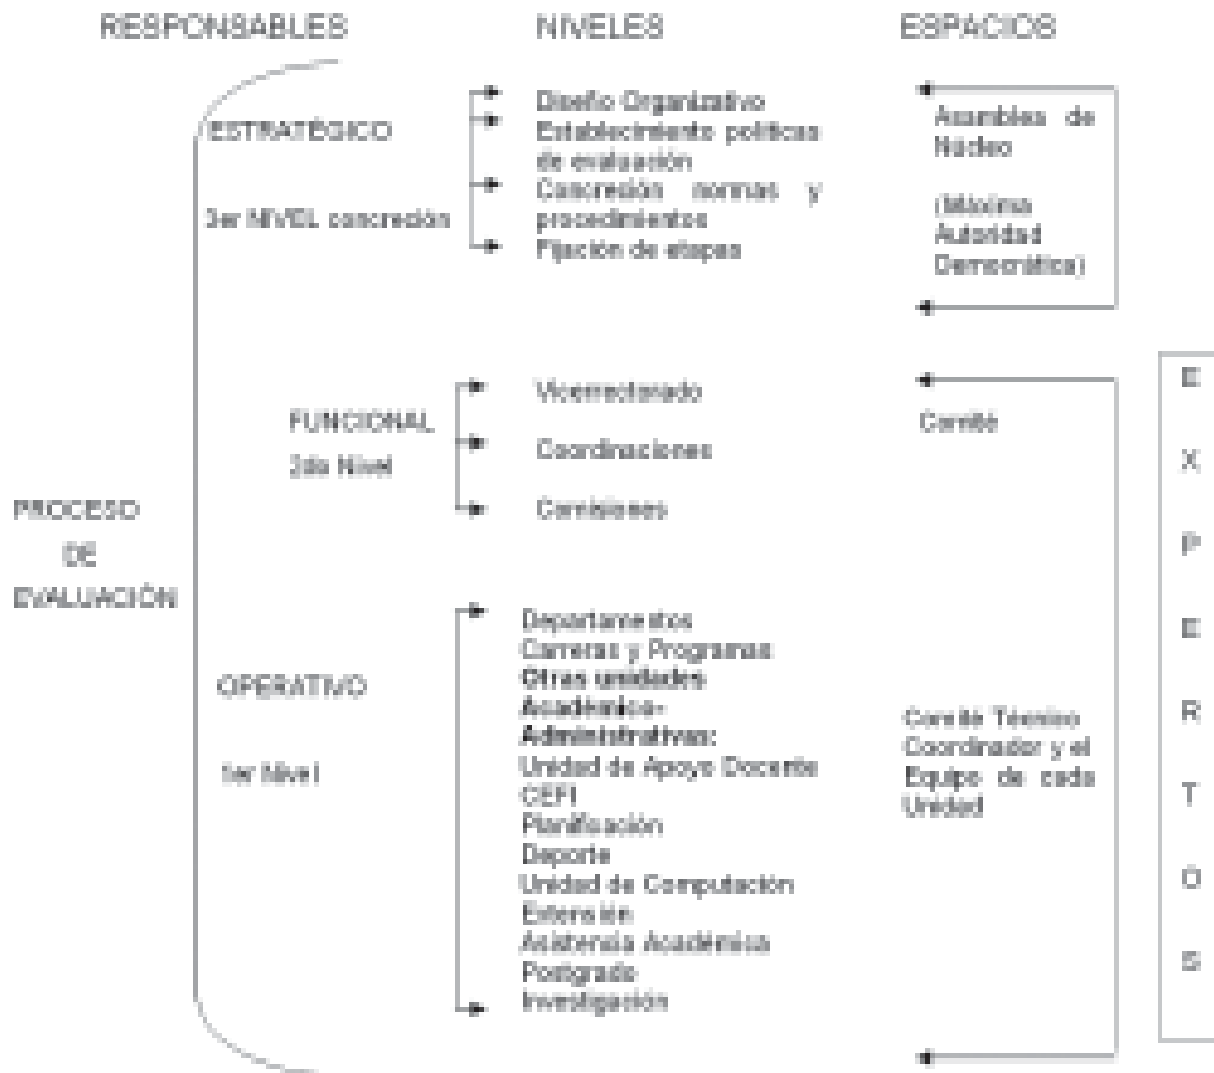 RESPONSABLES NIVELES ESPACIOS
ESTRATÉGICO
3er NIVEL concreción
Diseño Organizativo
Establecimiento políticas
de evaluación
Concresión normas y
procedimientos
Fijación de etapas
Asamblea de
Núcleo
(Máxima
Autoridad
Democrática)
FUNCIONAL
2do Nivel
Vicerrectorado
Coordinaciones
Comisiones
Comité
PROCESO
DE
EVALUACIÓN
OPERATIVO
1er Nivel
Departamentos
Carreras y Programas
Otras unidades
Académico-
Administrativas:
Unidad de Apoyo Docente
CEFI
Planificación
Deporte
Unidad de Computación
Extensión
Asistencia Académica
Postgrado
Investigación
Comité Técnico
Coordinador y el
Equipo de cada
Unidad
E
X
P
E
R
T
O
S